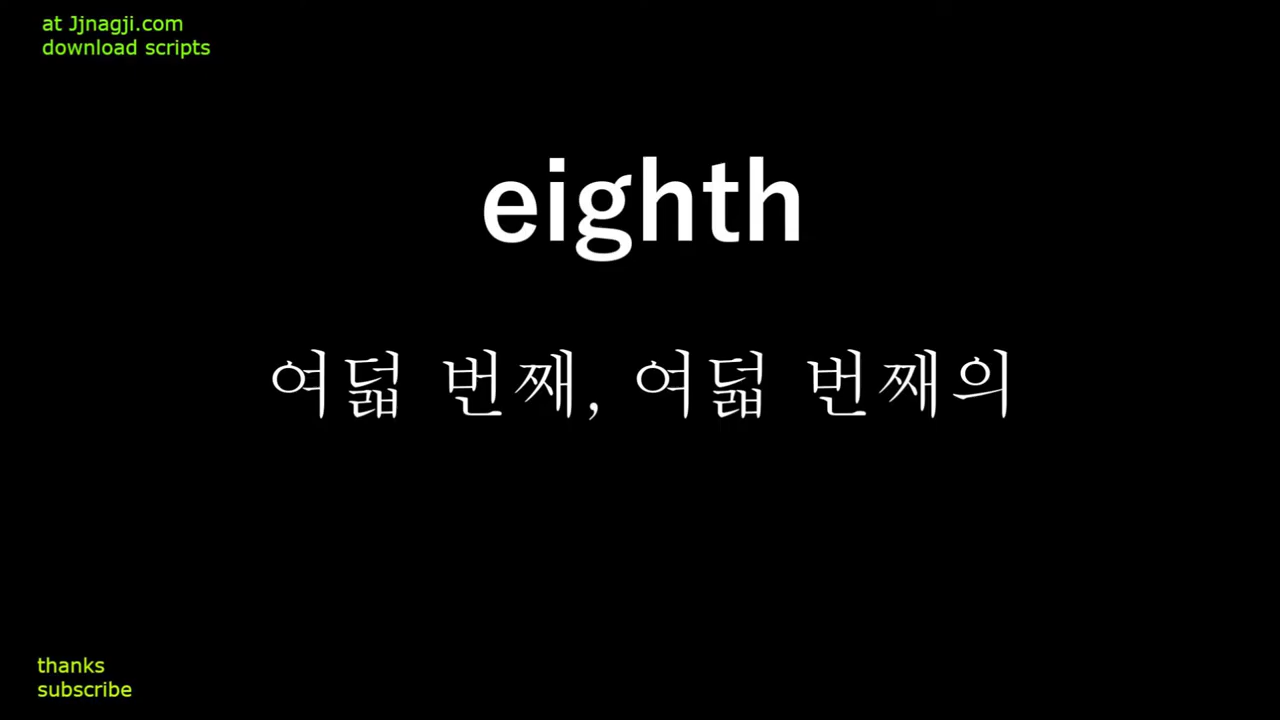 at Jjnagji.com
download scripts
eighth
여덟 번째, 여덟 번째의
thanks
subscribe